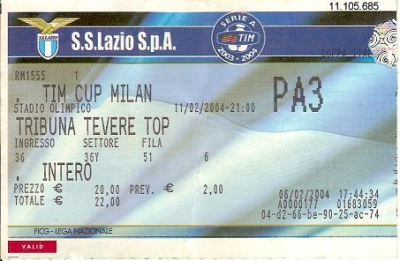 11.105.685
S.S.Lazio S.p.A.
SERIE A
TIM
2003 - 2004
RM1555 1
. TIM CUP MILAN
STADIO OLIMPICO 11/02/2004-21:00
PA3
TRIBUNA TEVERE TOP
INGRESSO SETTORE FILA
36 36Y 51 6
. INTERO
PREZZO € 20,00 PREV. € 2,00
TOTALE € 22,00
06/02/2004 17:44:34
A0000177 01683059
04-d2-66-be-90-25-ac-74
VALID
FIGC - LEGA NAZIONALE